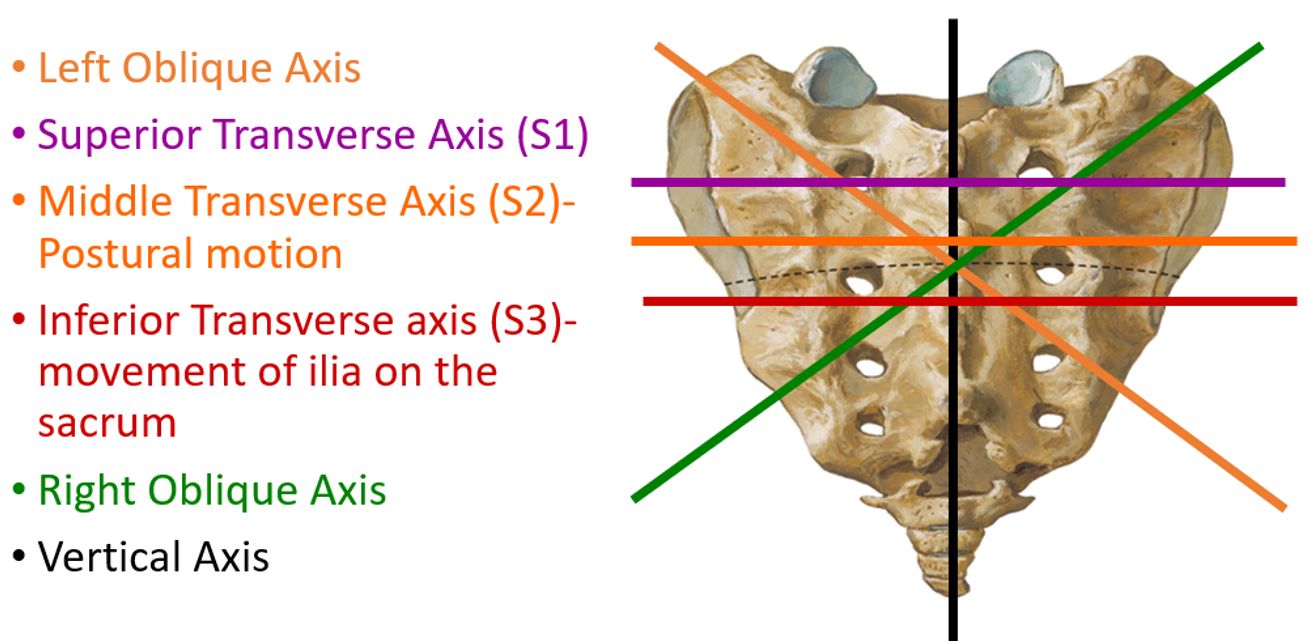 • Left Oblique Axis
• Superior Transverse Axis (S1)
• Middle Transverse Axis (S2)-
Postural motion
• Inferior Transverse axis (S3)-
movement of ilia on the
sacrum
• Right Oblique Axis
• Vertical Axis